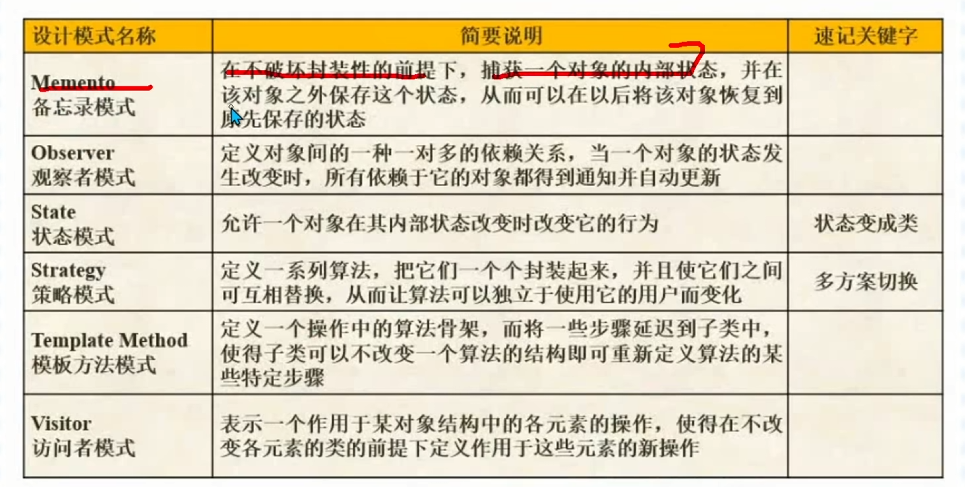 设计模式名称 简要说明 速记关键字
Memento
备忘录模式
在不破坏封装性的前提下，捕获一个对象的内部状态，并在
该对象之外保存这个状态，从而可以在以后将该对象恢复到
原先保存的状态
Observer
观察者模式
定义对象间的一种一对多的依赖关系，当一个对象的状态发
生改变时，所有依赖于它的对象都得到通知并自动更新
State
状态模式
允许一个对象在其内部状态改变时改变它的行为
状态变成类
Strategy
策略模式
定义一系列算法，把它们一个个封装起来，并且使它们之间
可互相替换，从而让算法可以独立于使用它的用户而变化
多方案切换
Template Method
模板方法模式
定义一个操作中的算法骨架，而将一些步骤延迟到子类中，
使得子类可以不改变一个算法的结构即可重新定义算法的某
些特定步骤
Visitor
访问者模式
表示一个作用于某对象结构中的各元素的操作，使得在不改
变各元素的类的前提下定义作用于这些元素的新操作